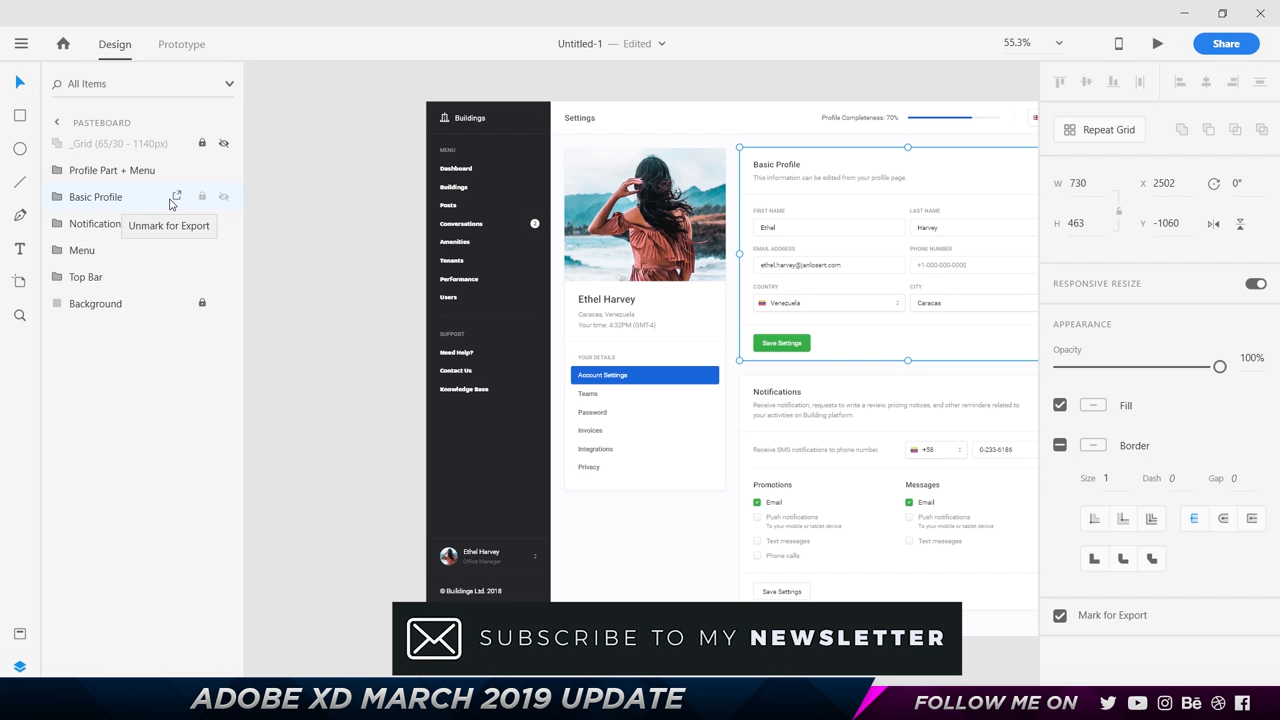 Design
Prototype
Untitled-1 — Edited
55.3%
Share
All Items
PASTEBOARD
_Grid (65/30 - 1140px)
Profile Part + Menu
Basic Profile
Unmark for Export
Menu
Top Bar
Background
Buildings
MENU
Dashboard
Buildings
Posts
Conversations 2
Amenities
Tenants
Performance
Users
SUPPORT
Need Help?
Contact Us
Knowledge Base
Ethel Harvey
Office Manager
© Buildings Ltd. 2018
Settings
Profile Completeness: 70%
Ethel Harvey
Caracas, Venezuela
Your time: 4:32PM (GMT-4)
YOUR DETAILS
Account Settings
Teams
Password
Invoices
Integrations
Privacy
Basic Profile
This information can be edited from your profile page.
FIRST NAME LAST NAME
Ethel Harvey
EMAIL ADDRESS PHONE NUMBER
ethel.harvey@janlosert.com +1-000-000-0000
COUNTRY CITY
Venezuela Caracas
Save Settings
Notifications
Receive notification, requests to write a review, pricing notices, and other reminders related to
your activities on Building platform.
Receive SMS notifications to phone number. +58 0-233-6186
Promotions Messages
Email Email
Push notifications Push notifications
To your mobile or tablet device To your mobile or tablet device
Text messages Text messages
Phone calls
Save Settings
Repeat Grid
W 730 X 2565 0
H 463 Y
RESPONSIVE RESIZE
APPEARANCE
Opacity
100%
Fill
Border
Size 1 Dash 0 Gap 0
Mark for Export
SUBSCRIBE TO MY NEWSLETTER
ADOBE XD MARCH 2019 UPDATE
FOLLOW ME ON